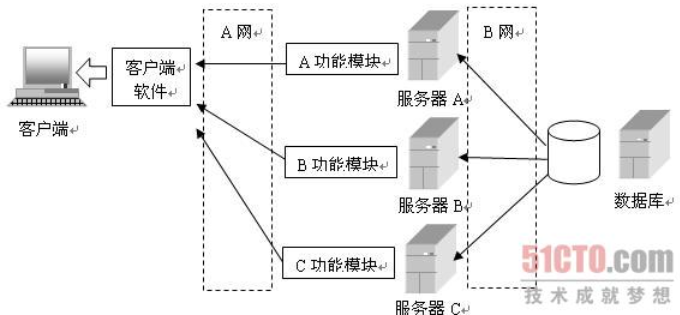 A 网
B 网
A 功能模块
客户端
软件
服务器 A
客户端
B 功能模块
服务器 B
数据库
C 功能模块
服务器 C
51CTO.com
技术成就梦想